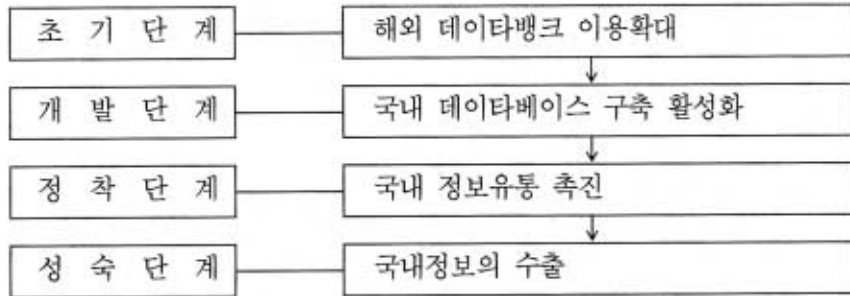 초 기 단 계
해외 데이타뱅크 이용확대
개 발 단 계
국내 데이타베이스 구축 활성화
정 착 단 계
국내 정보유통 촉진
성 숙 단 계
국내정보의 수출